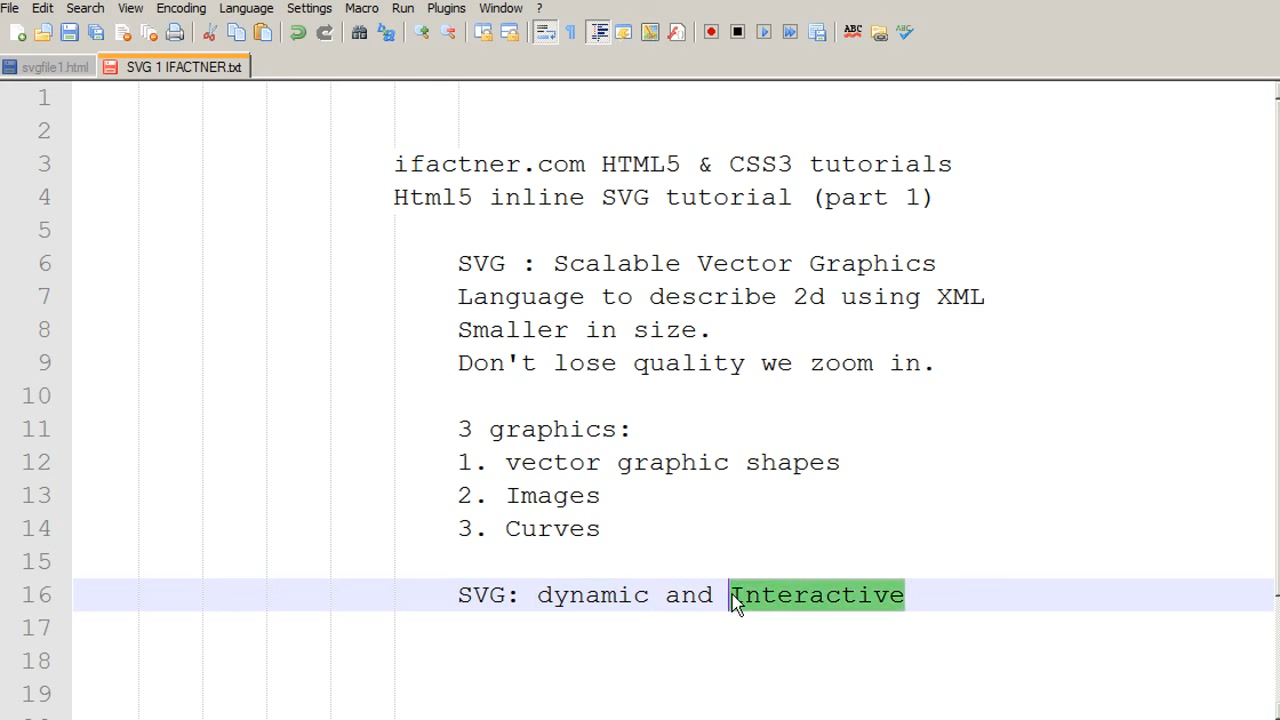 File Edit Search View Encoding Language Settings Macro Run Plugins Window ?
ABC ABC
svgfile1.html SVG 1 IFACTNER.txt
1
2
3 ifactner.com HTML5 & CSS3 tutorials
4 Html5 inline SVG tutorial (part 1)
5
6 SVG : Scalable Vector Graphics
7 Language to describe 2d using XML
8 Smaller in size.
9 Don't lose quality we zoom in.
10
11 3 graphics:
12 1. vector graphic shapes
13 2. Images
14 3. Curves
15
16 SVG: dynamic and Interactive
17
18
19